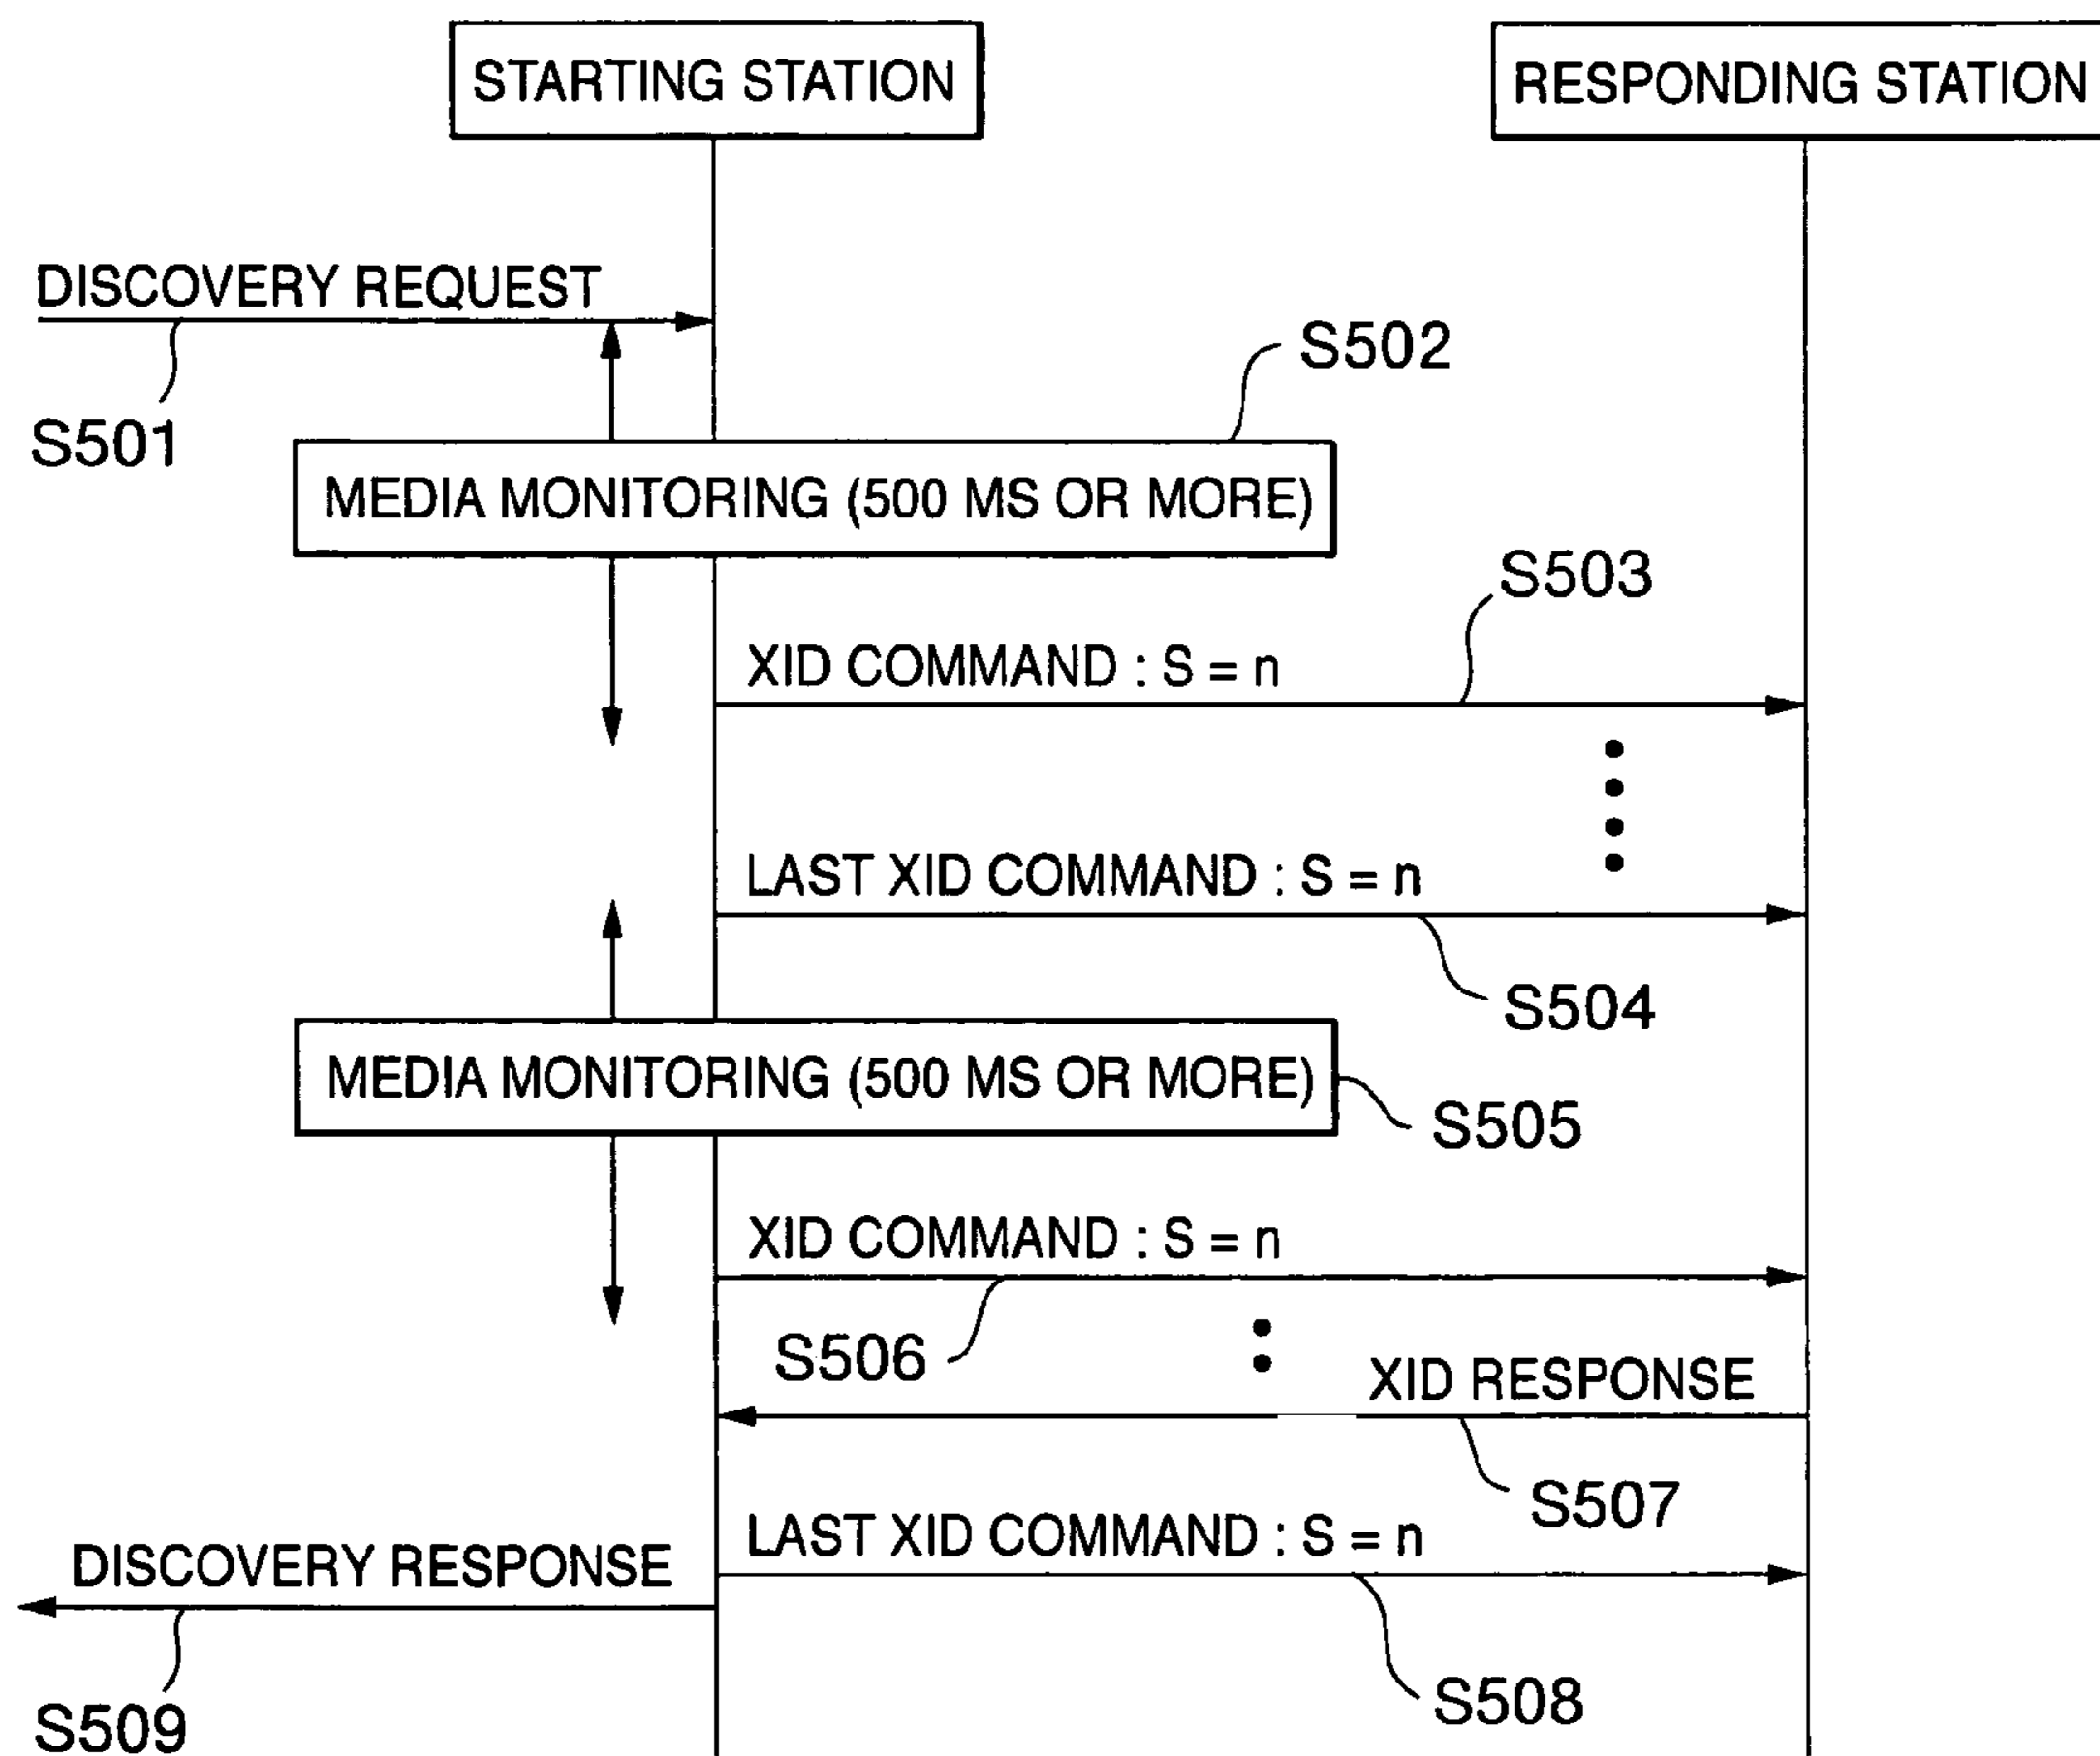 STARTING STATION
RESPONDING STATION
DISCOVERY REQUEST
S501
S502
MEDIA MONITORING (500 MS OR MORE)
S503
XID COMMAND : S = n
LAST XID COMMAND : S = n
S504
MEDIA MONITORING (500 MS OR MORE)
S505
XID COMMAND : S = n
S506
XID RESPONSE
S507
LAST XID COMMAND : S = n
DISCOVERY RESPONSE
S508
S509